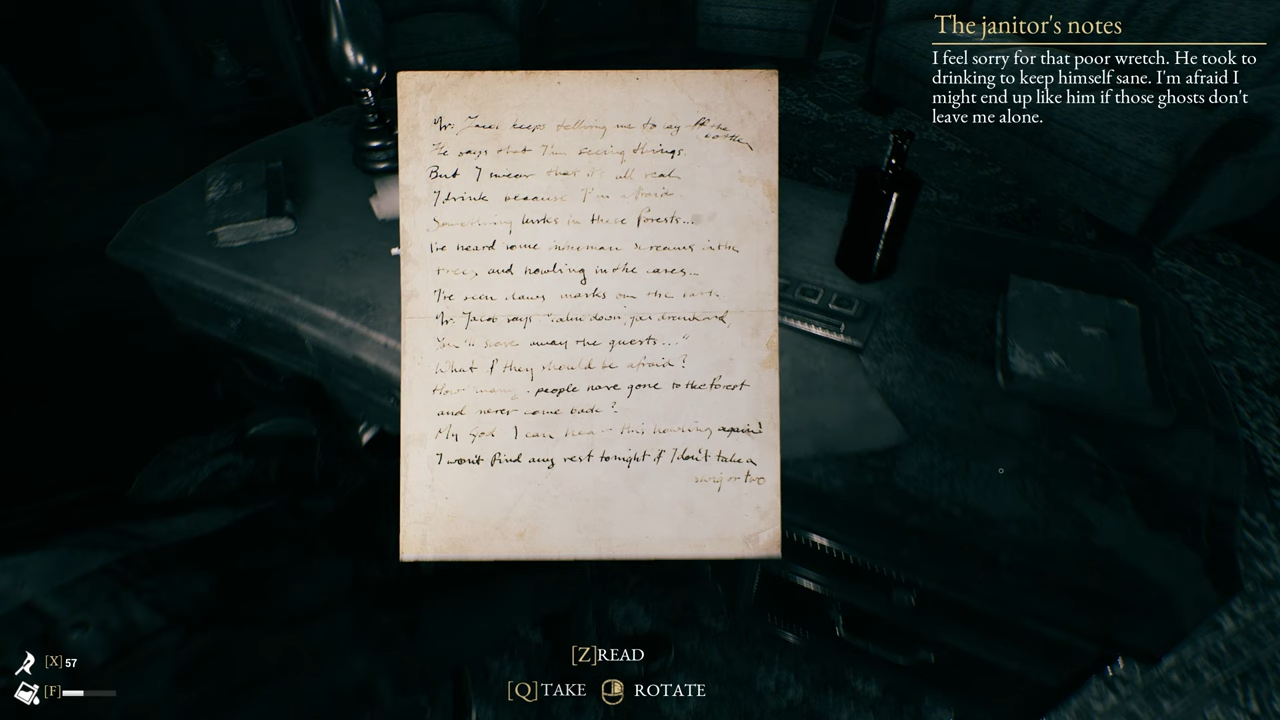 The janitor's notes
I feel sorry for that poor wretch. He took to
drinking to keep himself sane. I'm afraid I
might end up like him if those ghosts don't
leave me alone.
Mr. Jacob keeps telling me to lay off the
bottle
He says that I'm seeing things.
But I swear that it's all real.
I drink because I'm afraid.
Something lurks in these forests...
I've heard some inhuman screams in the
trees and howling in the caves...
I've seen claws marks on the bark.
Mr. Jacob says "calm down, you drunkard,
You'll scare away the guests..."
What if they should be afraid?
How many people have gone to the forest
and never come back?
My God I can hear this howling again!
I won't find any rest tonight if I don't take a
swig or two
[Z]READ
[Q]TAKE ROTATE
[X] 57
[F]